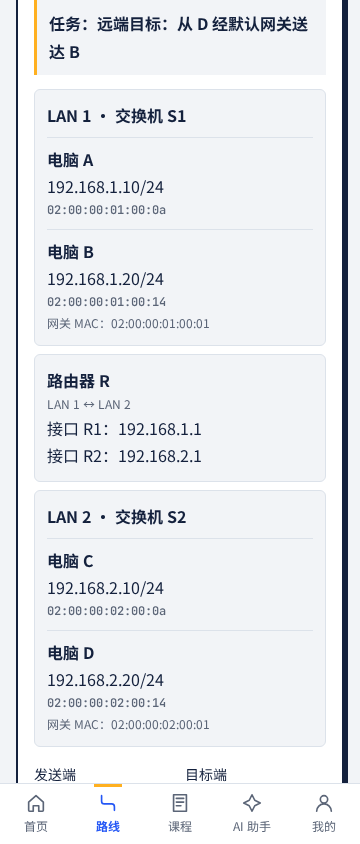 任务：远端目标：从 D 经默认网关送
达 B
LAN 1 • 交换机 S1
电脑 A
192.168.1.10/24
02:00:00:01:00:0a
电脑 B
192.168.1.20/24
02:00:00:01:00:14
网关 MAC：02:00:00:01:00:01
路由器 R
LAN 1 ↔ LAN 2
接口 R1：192.168.1.1
接口 R2：192.168.2.1
LAN 2 • 交换机 S2
电脑 C
192.168.2.10/24
02:00:00:02:00:0a
电脑 D
192.168.2.20/24
02:00:00:02:00:14
网关 MAC：02:00:00:02:00:01
发送端 目标端
首页 路线 课程 AI 助手 我的